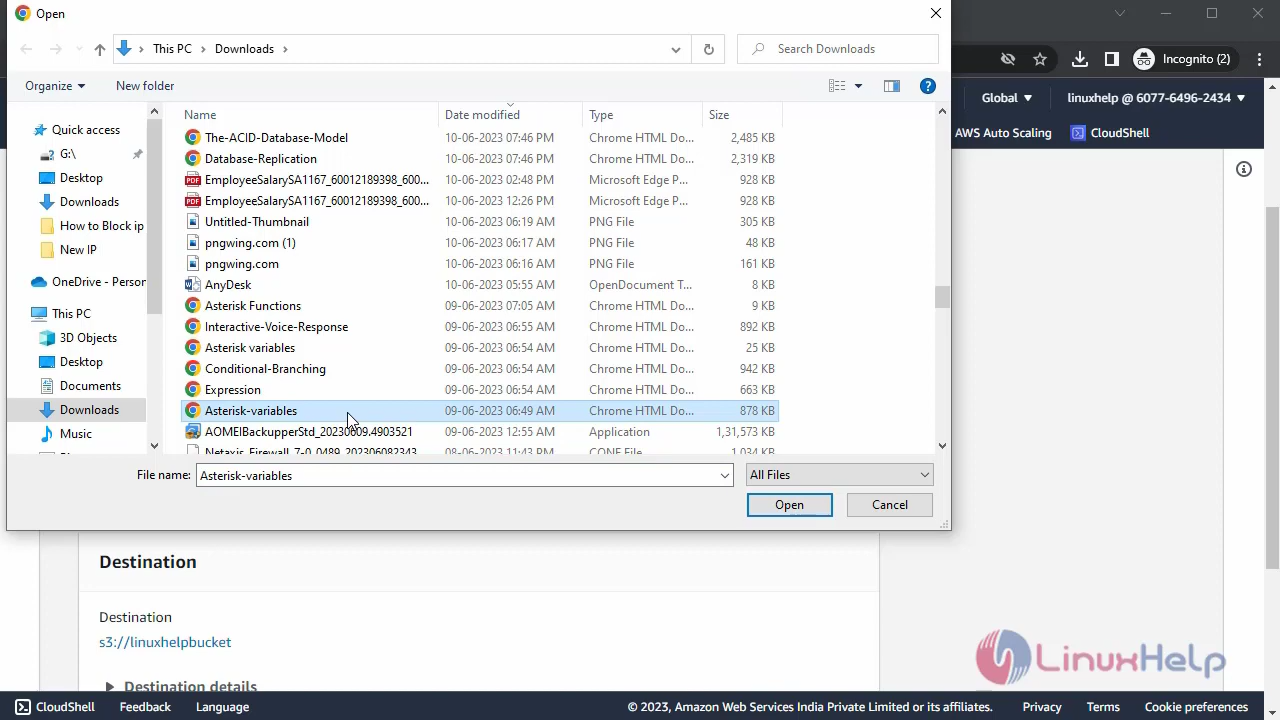 Open
This PC > Downloads >
Search Downloads
Organize
New folder
Incognito (2)
Global
linuxhelp @ 6077-6496-2434
AWS Auto Scaling
CloudShell
Quick access
G:\
Desktop
Downloads
How to Block ip
New IP
OneDrive - Person
This PC
3D Objects
Desktop
Documents
Downloads
Music
Name Date modified Type Size
The-ACID-Database-Model 10-06-2023 07:46 PM Chrome HTML Do... 2,485 KB
Database-Replication 10-06-2023 07:46 PM Chrome HTML Do... 2,319 KB
EmployeeSalarySA1167_60012189398_600... 10-06-2023 02:48 PM Microsoft Edge P... 928 KB
EmployeeSalarySA1167_60012189398_600... 10-06-2023 12:26 PM Microsoft Edge P... 928 KB
Untitled-Thumbnail 10-06-2023 06:19 AM PNG File 305 KB
pngwing.com (1) 10-06-2023 06:17 AM PNG File 48 KB
pngwing.com 10-06-2023 06:16 AM PNG File 161 KB
AnyDesk 10-06-2023 05:55 AM OpenDocument T... 8 KB
Asterisk Functions 09-06-2023 07:05 AM Chrome HTML Do... 9 KB
Interactive-Voice-Response 09-06-2023 06:55 AM Chrome HTML Do... 892 KB
Asterisk variables 09-06-2023 06:54 AM Chrome HTML Do... 25 KB
Conditional-Branching 09-06-2023 06:54 AM Chrome HTML Do... 942 KB
Expression 09-06-2023 06:54 AM Chrome HTML Do... 663 KB
Asterisk-variables 09-06-2023 06:49 AM Chrome HTML Do... 878 KB
AOMEIBackupperStd_20230609.4903521 09-06-2023 12:55 AM Application 1,31,573 KB
Netaxis_Firewall_7-0_0489_202306082343 08-06-2023 11:43 PM CONF File 1,034 KB
File name: Asterisk-variables
All Files
Open
Cancel
Destination
Destination
s3://linuxhelpbucket
Destination details
LinuxHelp
CloudShell Feedback Language © 2023, Amazon Web Services India Private Limited or its affiliates. Privacy Terms Cookie preferences